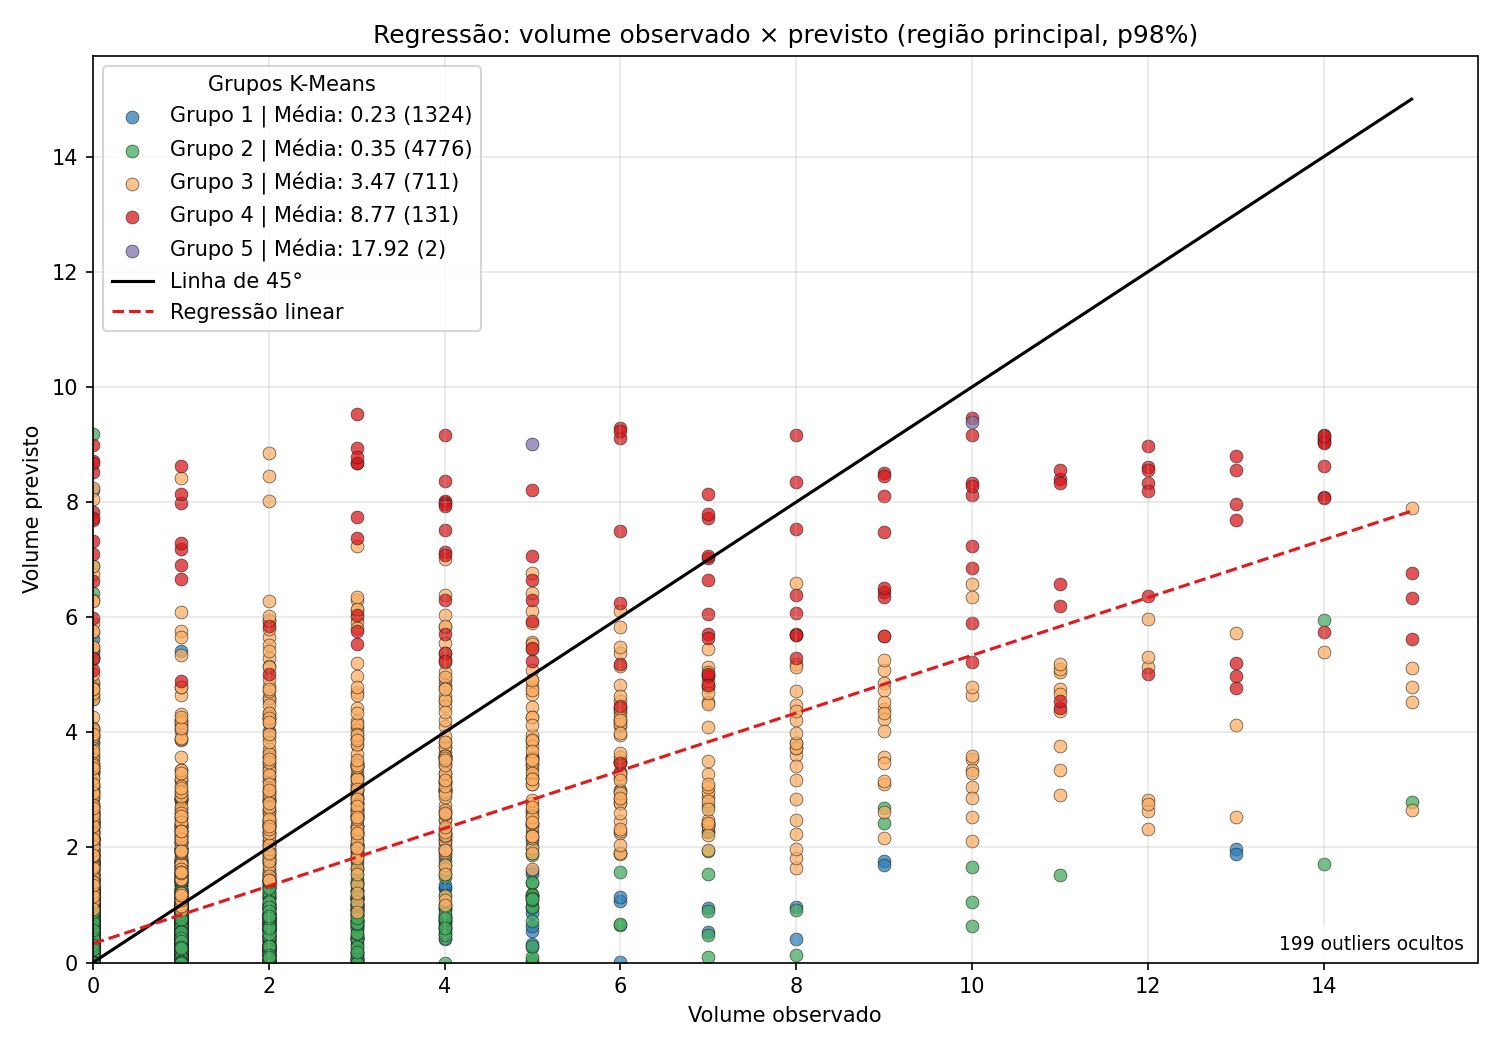 Regressão: volume observado × previsto (região principal, p98%)
Grupos K-Means
Grupo 1 | Média: 0.23 (1324)
Grupo 2 | Média: 0.35 (4776)
Grupo 3 | Média: 3.47 (711)
Grupo 4 | Média: 8.77 (131)
Grupo 5 | Média: 17.92 (2)
Linha de 45°
Regressão linear
Volume previsto
14
12
10
8
6
4
2
0
199 outliers ocultos
0 2 4 6 8 10 12 14
Volume observado